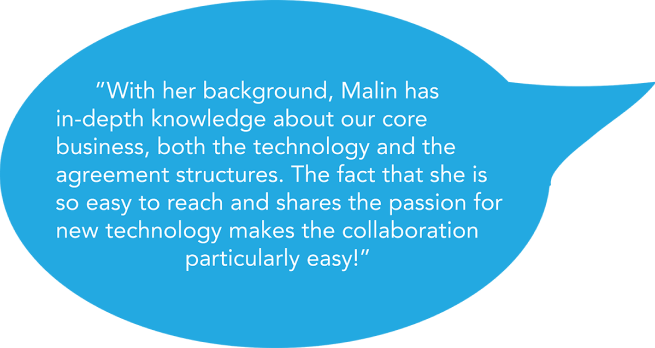 ”With her background, Malin has
in-depth knowledge about our core
business, both the technology and the
agreement structures. The fact that she is
so easy to reach and shares the passion for
new technology makes the collaboration
particularly easy!”